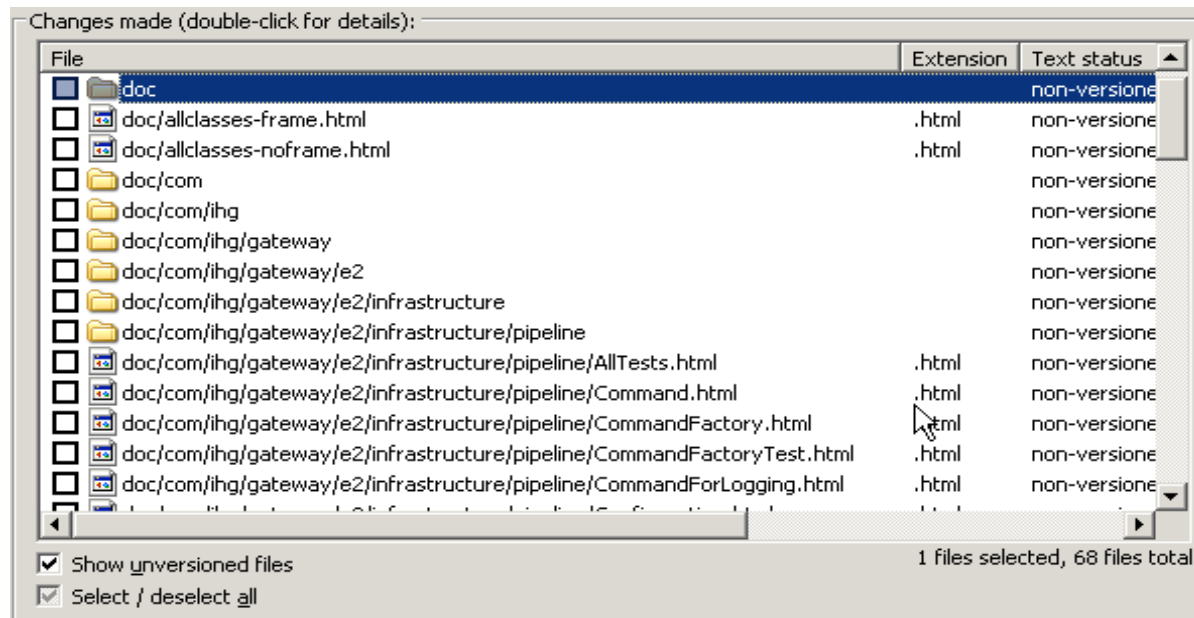 Changes made (double-click for details):
File Extension Text status
doc non-versione
doc/allclasses-frame.html .html non-versione
doc/allclasses-noframe.html .html non-versione
doc/com non-versione
doc/com/ihg non-versione
doc/com/ihg/gateway non-versione
doc/com/ihg/gateway/e2 non-versione
doc/com/ihg/gateway/e2/infrastructure non-versione
doc/com/ihg/gateway/e2/infrastructure/pipeline non-versione
doc/com/ihg/gateway/e2/infrastructure/pipeline/AllTests.html .html non-versione
doc/com/ihg/gateway/e2/infrastructure/pipeline/Command.html .html non-versione
doc/com/ihg/gateway/e2/infrastructure/pipeline/CommandFactory.html .html non-versione
doc/com/ihg/gateway/e2/infrastructure/pipeline/CommandFactoryTest.html .html non-versione
doc/com/ihg/gateway/e2/infrastructure/pipeline/CommandForLogging.html .html non-versione
Show unversioned files 1 files selected, 68 files total
Select / deselect all